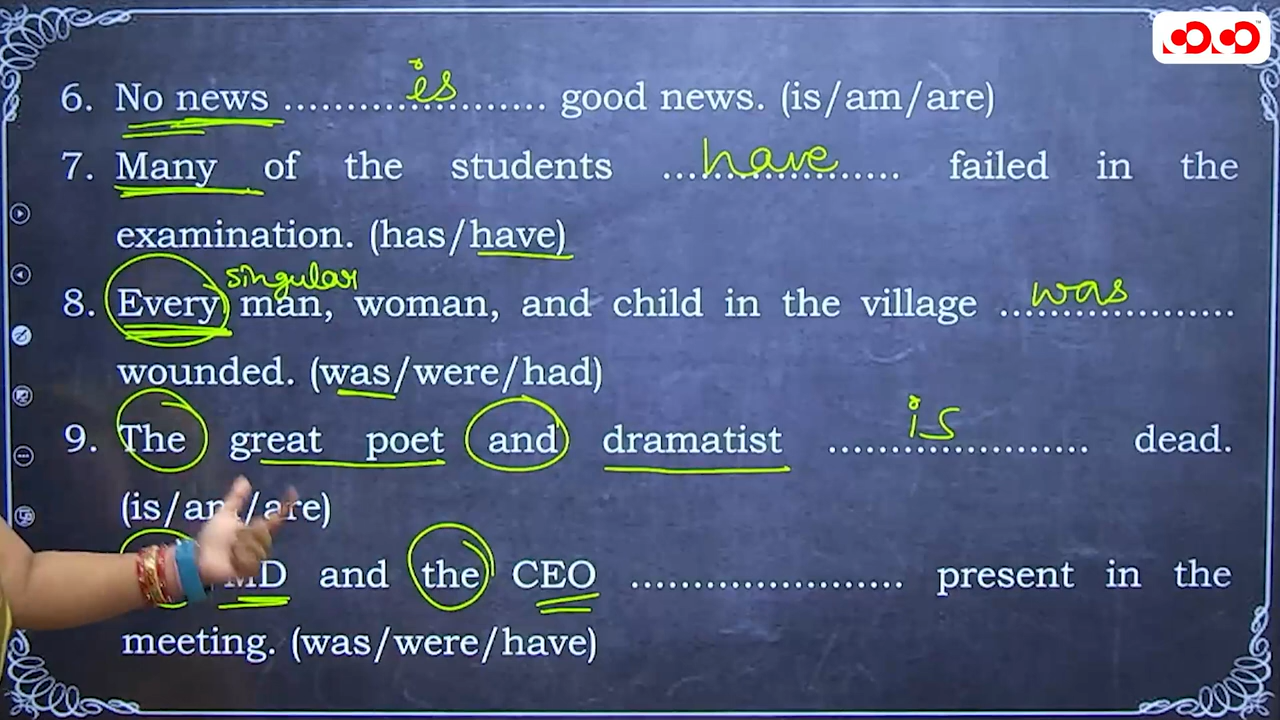 6. No news ...................... is good news. (is/am/are)
7. Many of the students ................... have failed in the
examination. (has/have)
singular
8. Every man, woman, and child in the village ................... was
wounded. (was/were/had)
9. The great poet and dramatist ..................... is dead.
(is/am/are)
MD and the CEO ...................... present in the
meeting. (was/were/have)